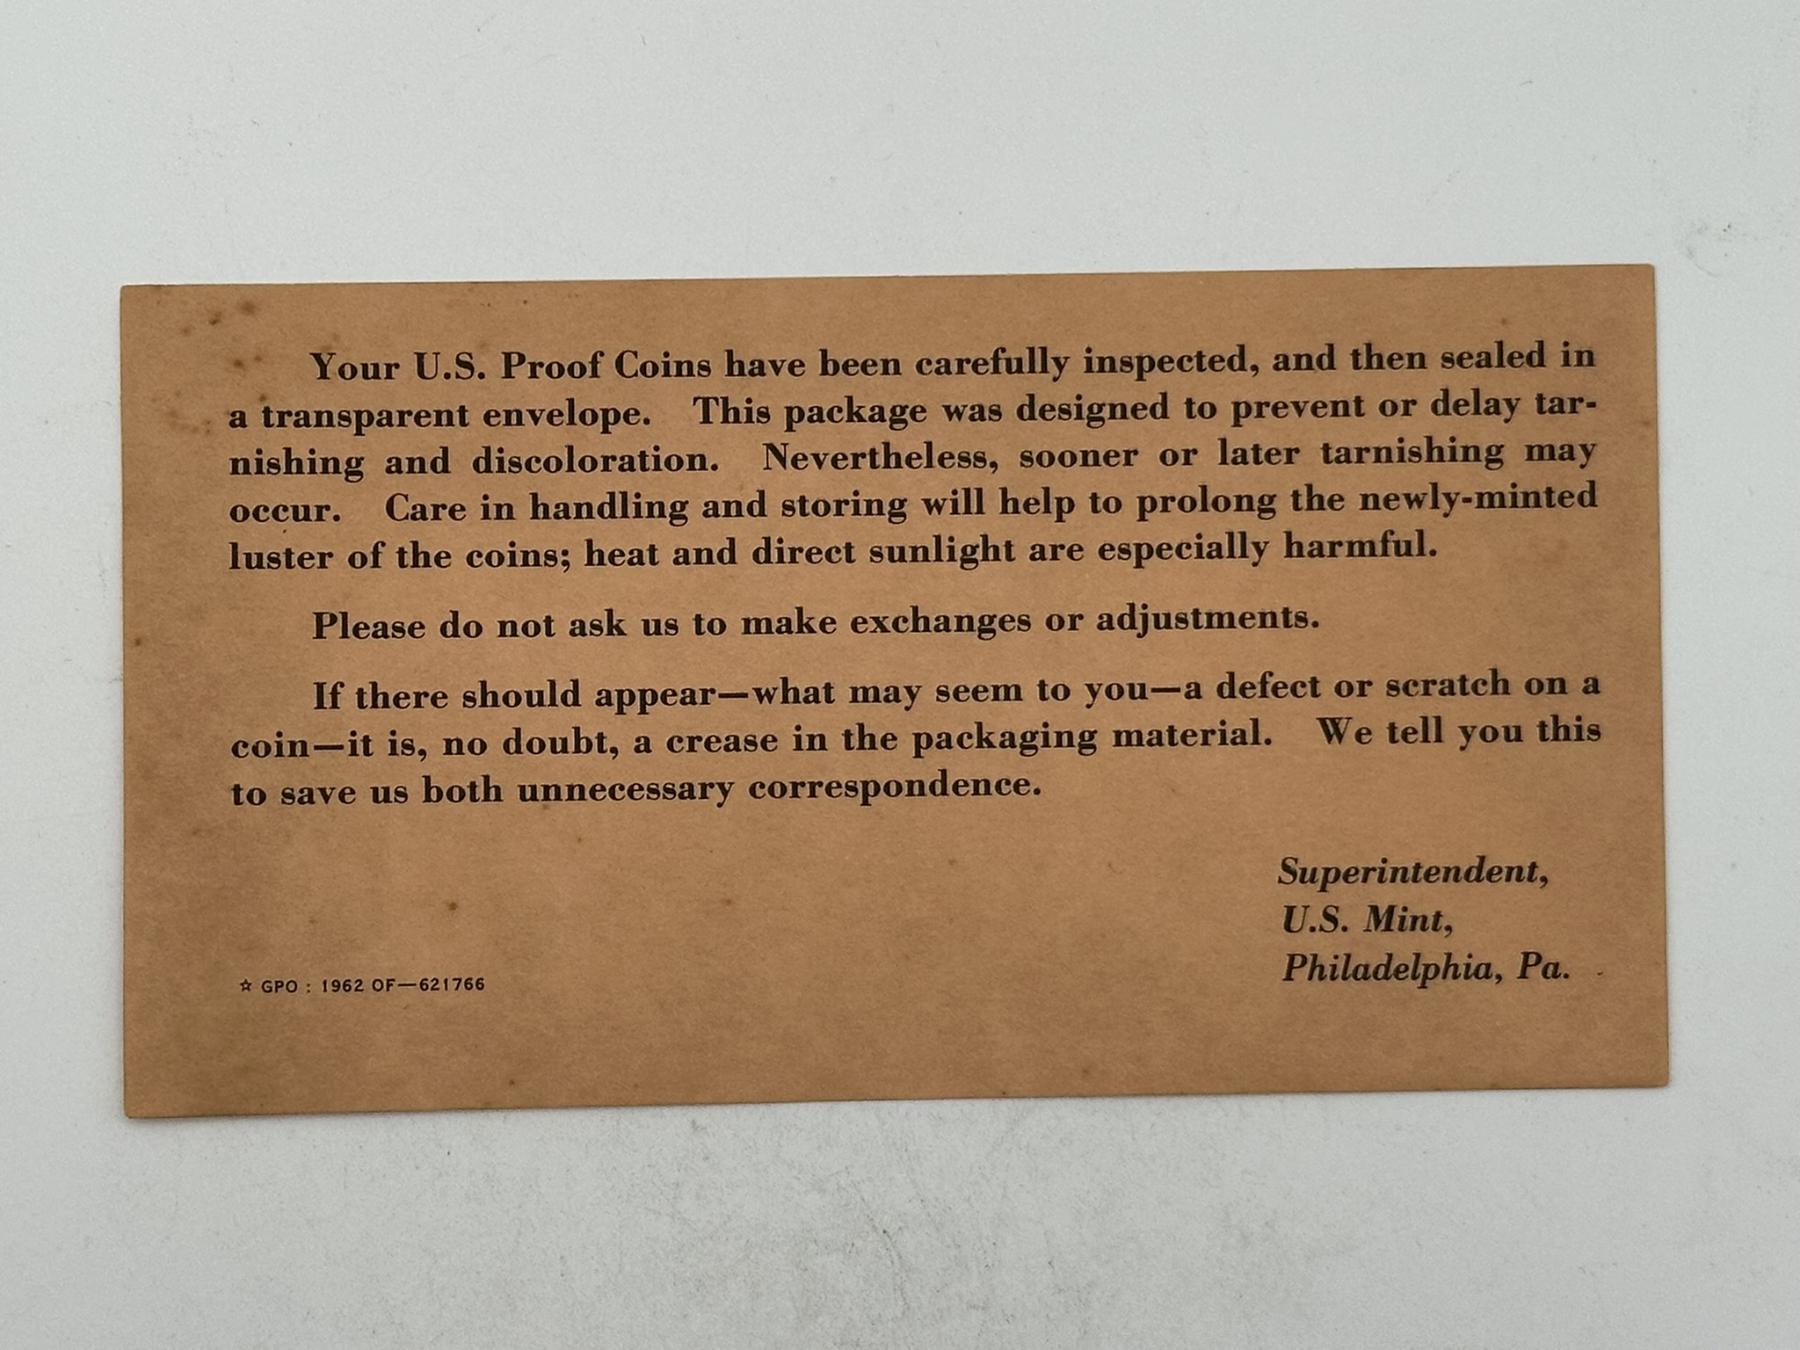 Your U.S. Proof Coins have been carefully inspected, and then sealed in
a transparent envelope. This package was designed to prevent or delay tar-
nishing and discoloration. Nevertheless, sooner or later tarnishing may
occur. Care in handling and storing will help to prolong the newly-minted
luster of the coins; heat and direct sunlight are especially harmful.
Please do not ask us to make exchanges or adjustments.
If there should appear—what may seem to you—a defect or scratch on a
coin—it is, no doubt, a crease in the packaging material. We tell you this
to save us both unnecessary correspondence.
Superintendent,
U.S. Mint,
Philadelphia, Pa.
☆ GPO : 1962 OF—621766